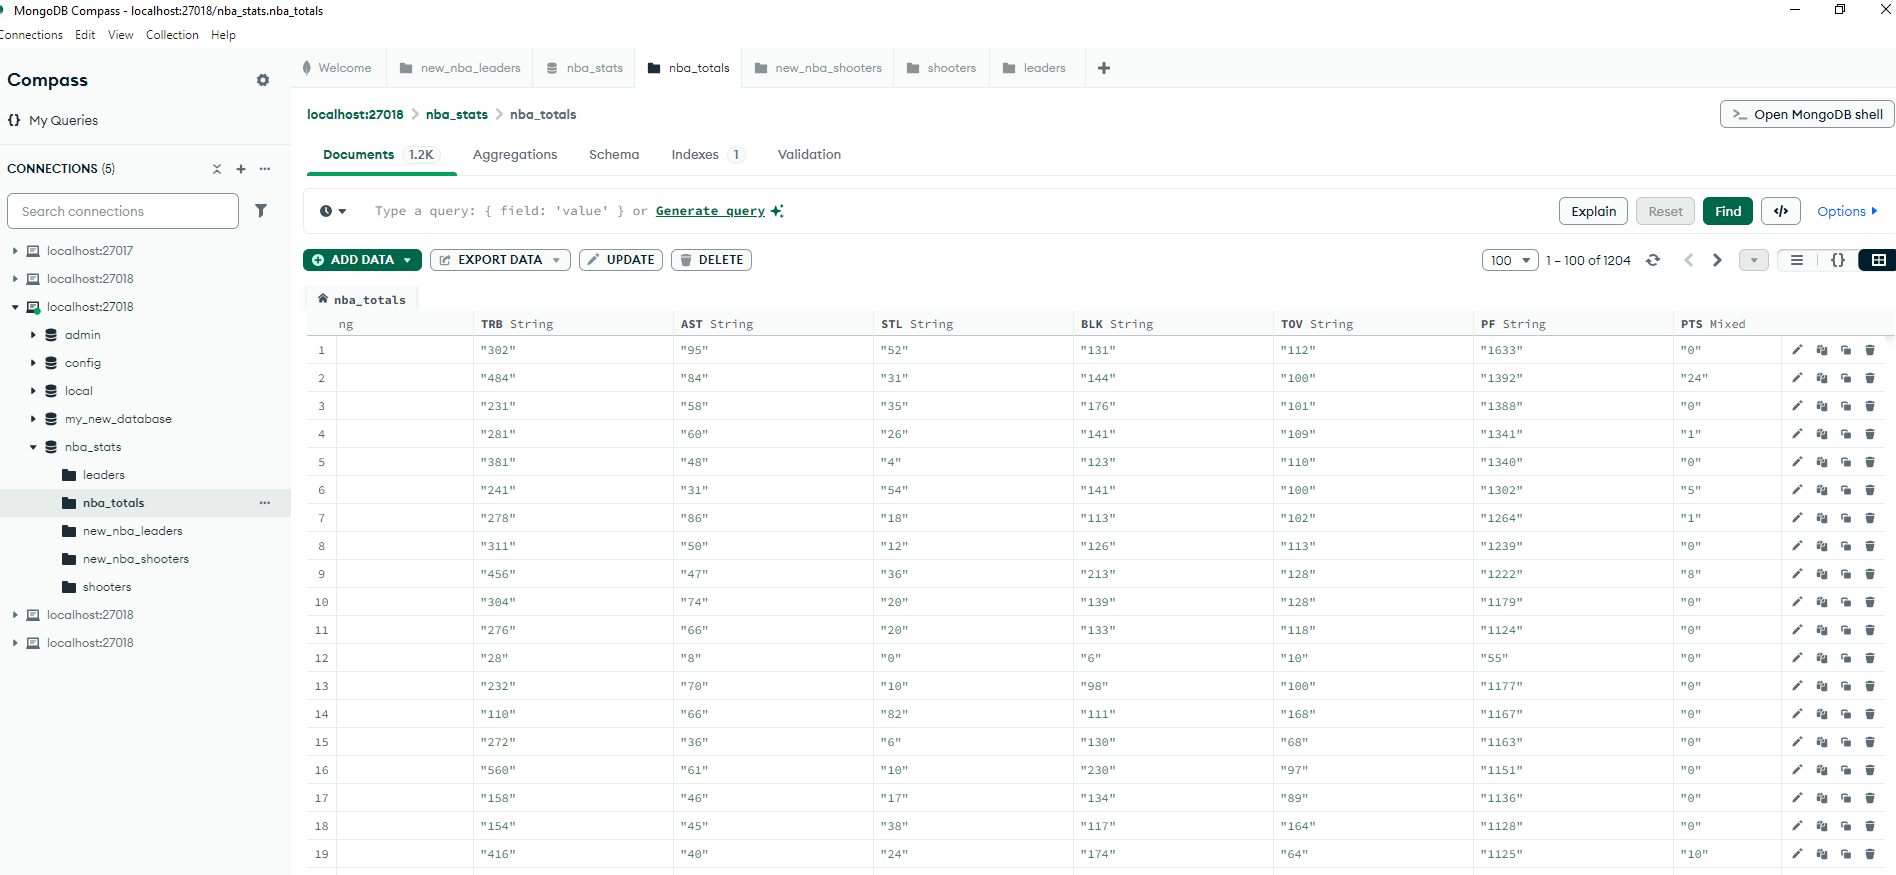 MongoDB Compass - localhost:27018/nba_stats.nba_totals
Connections Edit View Collection Help
Compass
My Queries
CONNECTIONS (5)
Search connections
localhost:27017
localhost:27018
localhost:27018
admin
config
local
my_new_database
nba_stats
leaders
nba_totals
new_nba_leaders
new_nba_shooters
shooters
localhost:27018
localhost:27018
Welcome new_nba_leaders nba_stats nba_totals new_nba_shooters shooters leaders
localhost:27018 > nba_stats > nba_totals
>_ Open MongoDB shell
Documents 1.2K Aggregations Schema Indexes 1 Validation
Type a query: { field: 'value' } or Generate query
Explain Reset Find </> Options
ADD DATA EXPORT DATA UPDATE DELETE
100 1 – 100 of 1204 {}
nba_totals
ng TRB String AST String STL String BLK String TOV String PF String PTS Mixed
1 "302" "95" "52" "131" "112" "1633" "0"
2 "484" "84" "31" "144" "100" "1392" "24"
3 "231" "58" "35" "176" "101" "1388" "0"
4 "281" "60" "26" "141" "109" "1341" "1"
5 "381" "48" "4" "123" "110" "1340" "0"
6 "241" "31" "54" "141" "100" "1302" "5"
7 "278" "86" "18" "113" "102" "1264" "1"
8 "311" "50" "12" "126" "113" "1239" "0"
9 "456" "47" "36" "213" "128" "1222" "8"
10 "304" "74" "20" "139" "128" "1179" "0"
11 "276" "66" "20" "133" "118" "1124" "0"
12 "28" "8" "0" "6" "10" "55" "0"
13 "232" "70" "10" "98" "100" "1177" "0"
14 "110" "66" "82" "111" "168" "1167" "0"
15 "272" "36" "6" "130" "68" "1163" "0"
16 "560" "61" "10" "230" "97" "1151" "0"
17 "158" "46" "17" "134" "89" "1136" "0"
18 "154" "45" "38" "117" "164" "1128" "0"
19 "416" "40" "24" "174" "64" "1125" "10"